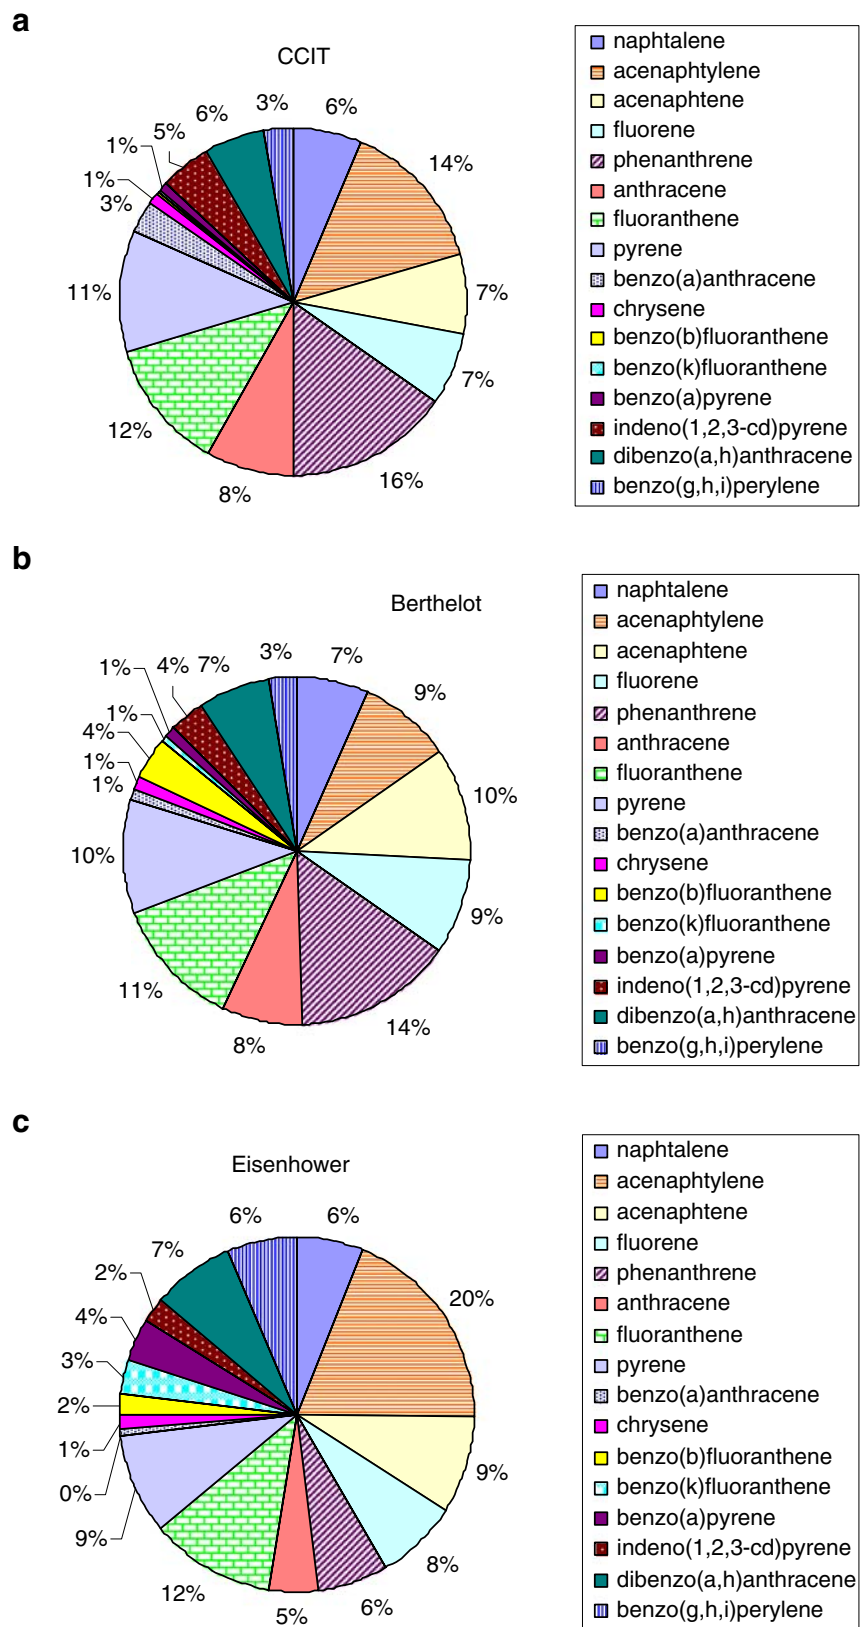 a
CCIT
3%
6%
6%
5%
14%
1%
1%
3%
11%
7%
7%
12%
8%
16%
naphtalene
acenaphtylene
acenaphtene
fluorene
phenanthrene
anthracene
fluoranthene
pyrene
benzo(a)anthracene
chrysene
benzo(b)fluoranthene
benzo(k)fluoranthene
benzo(a)pyrene
indeno(1,2,3-cd)pyrene
dibenzo(a,h)anthracene
benzo(g,h,i)perylene
b
Berthelot
3%
7%
1%
4%
7%
9%
1%
4%
1%
1%
10%
10%
9%
11%
8%
14%
naphtalene
acenaphtylene
acenaphtene
fluorene
phenanthrene
anthracene
fluoranthene
pyrene
benzo(a)anthracene
chrysene
benzo(b)fluoranthene
benzo(k)fluoranthene
benzo(a)pyrene
indeno(1,2,3-cd)pyrene
dibenzo(a,h)anthracene
benzo(g,h,i)perylene
c
Eisenhower
6%
6%
7%
2%
20%
4%
3%
2%
1%
0%
9%
9%
8%
12%
5%
6%
naphtalene
acenaphtylene
acenaphtene
fluorene
phenanthrene
anthracene
fluoranthene
pyrene
benzo(a)anthracene
chrysene
benzo(b)fluoranthene
benzo(k)fluoranthene
benzo(a)pyrene
indeno(1,2,3-cd)pyrene
dibenzo(a,h)anthracene
benzo(g,h,i)perylene